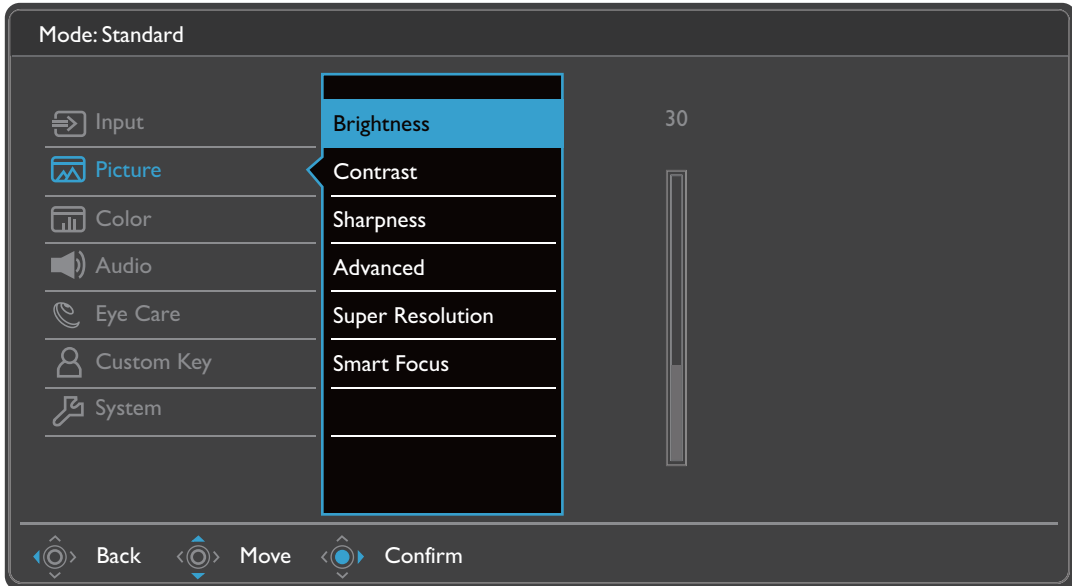 Mode: Standard
Input
Picture
Color
Audio
Eye Care
Custom Key
System
Brightness
Contrast
Sharpness
Advanced
Super Resolution
Smart Focus
30
Back Move Confirm